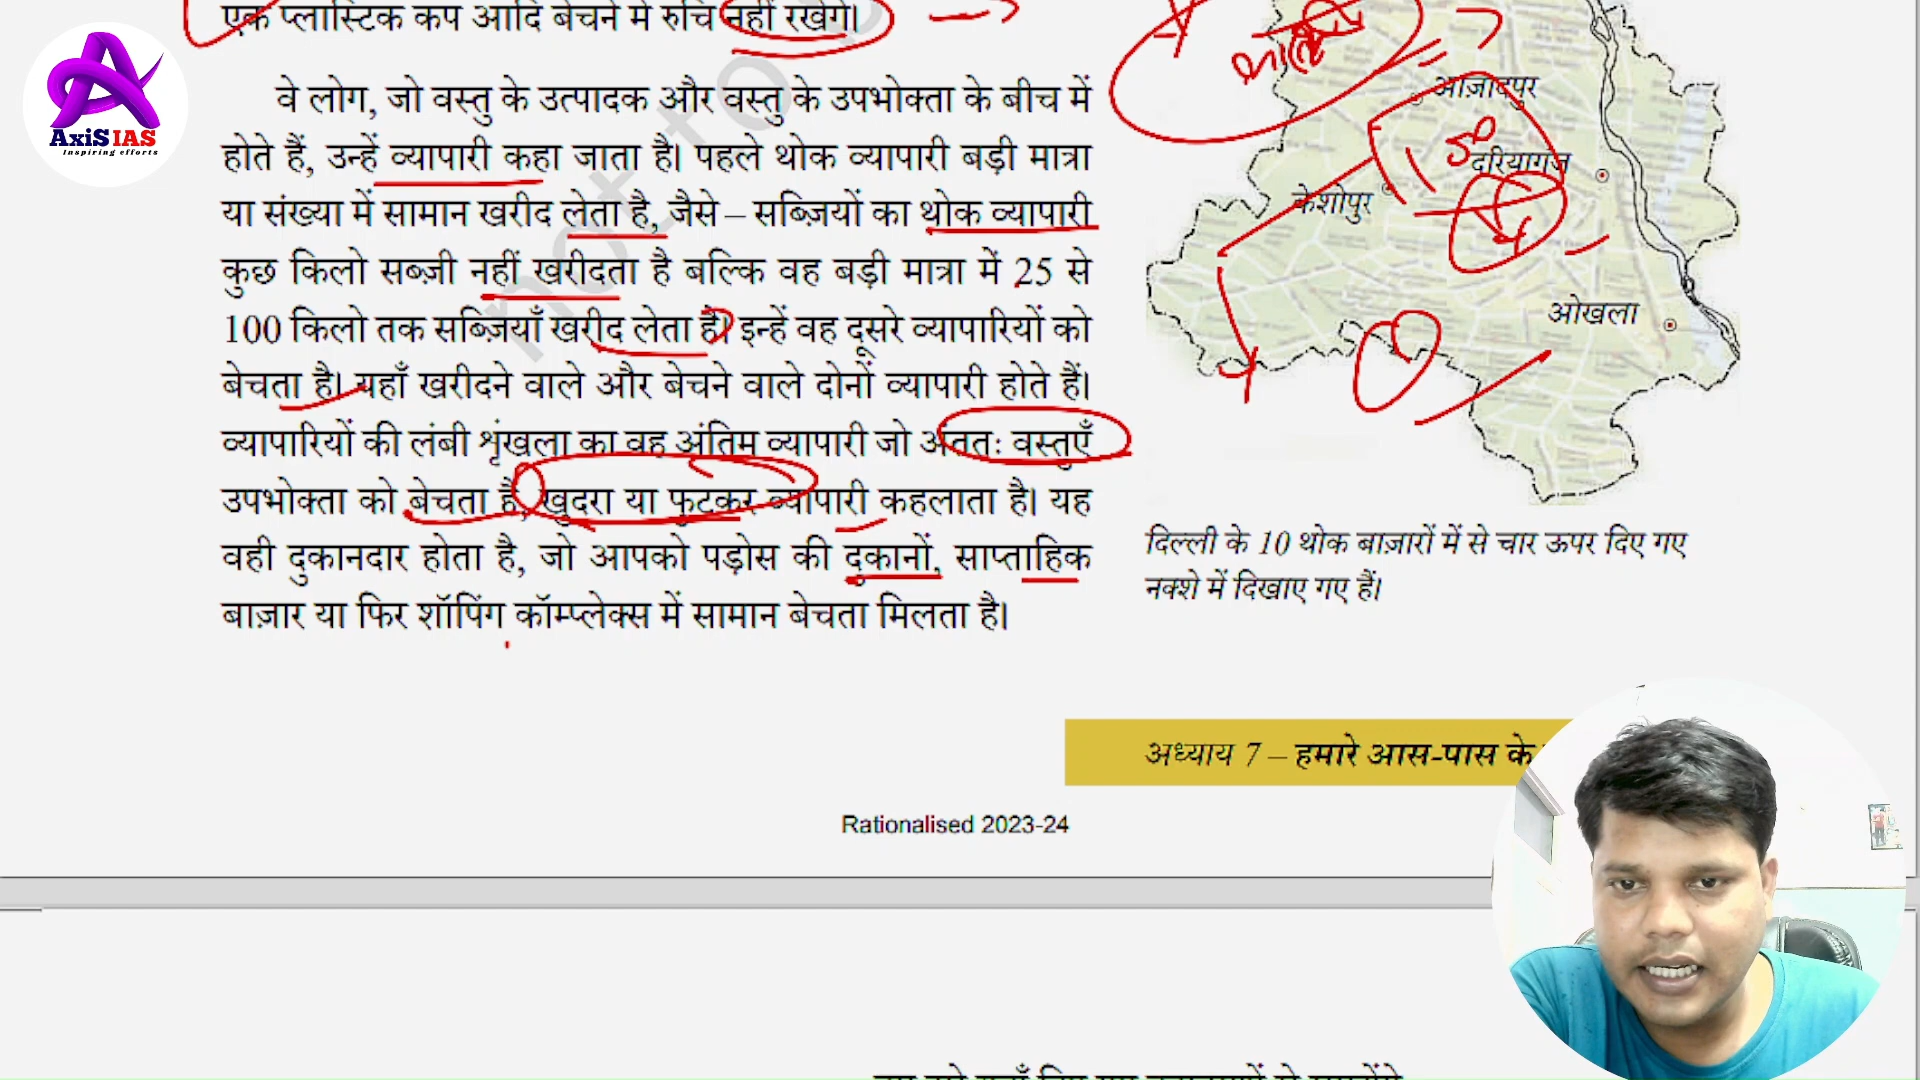 एक प्लास्टिक कप आदि बेचने में रुचि नहीं रखेंगे।
AxiS IAS
Inspiring efforts
वे लोग, जो वस्तु के उत्पादक और वस्तु के उपभोक्ता के बीच में
होते हैं, उन्हें व्यापारी कहा जाता है। पहले थोक व्यापारी बड़ी मात्रा
या संख्या में सामान खरीद लेता है, जैसे – सब्ज़ियों का थोक व्यापारी
कुछ किलो सब्ज़ी नहीं खरीदता है बल्कि वह बड़ी मात्रा में 25 से
100 किलो तक सब्ज़ियाँ खरीद लेता है। इन्हें वह दूसरे व्यापारियों को
बेचता है। यहाँ खरीदने वाले और बेचने वाले दोनों व्यापारी होते हैं।
व्यापारियों की लंबी शृंखला का वह अंतिम व्यापारी जो अंततः वस्तुएँ
उपभोक्ता को बेचता है, खुदरा या फुटकर व्यापारी कहलाता है। यह
वही दुकानदार होता है, जो आपको पड़ोस की दुकानों, साप्ताहिक
बाज़ार या फिर शॉपिंग कॉम्प्लेक्स में सामान बेचता मिलता है।
not to
आज़ादपुर
दरियागंज
केशोपुर
ओखला
दिल्ली के 10 थोक बाज़ारों में से चार ऊपर दिए गए
नक्शे में दिखाए गए हैं।
अध्याय 7 – हमारे आस-पास के
Rationalised 2023-24